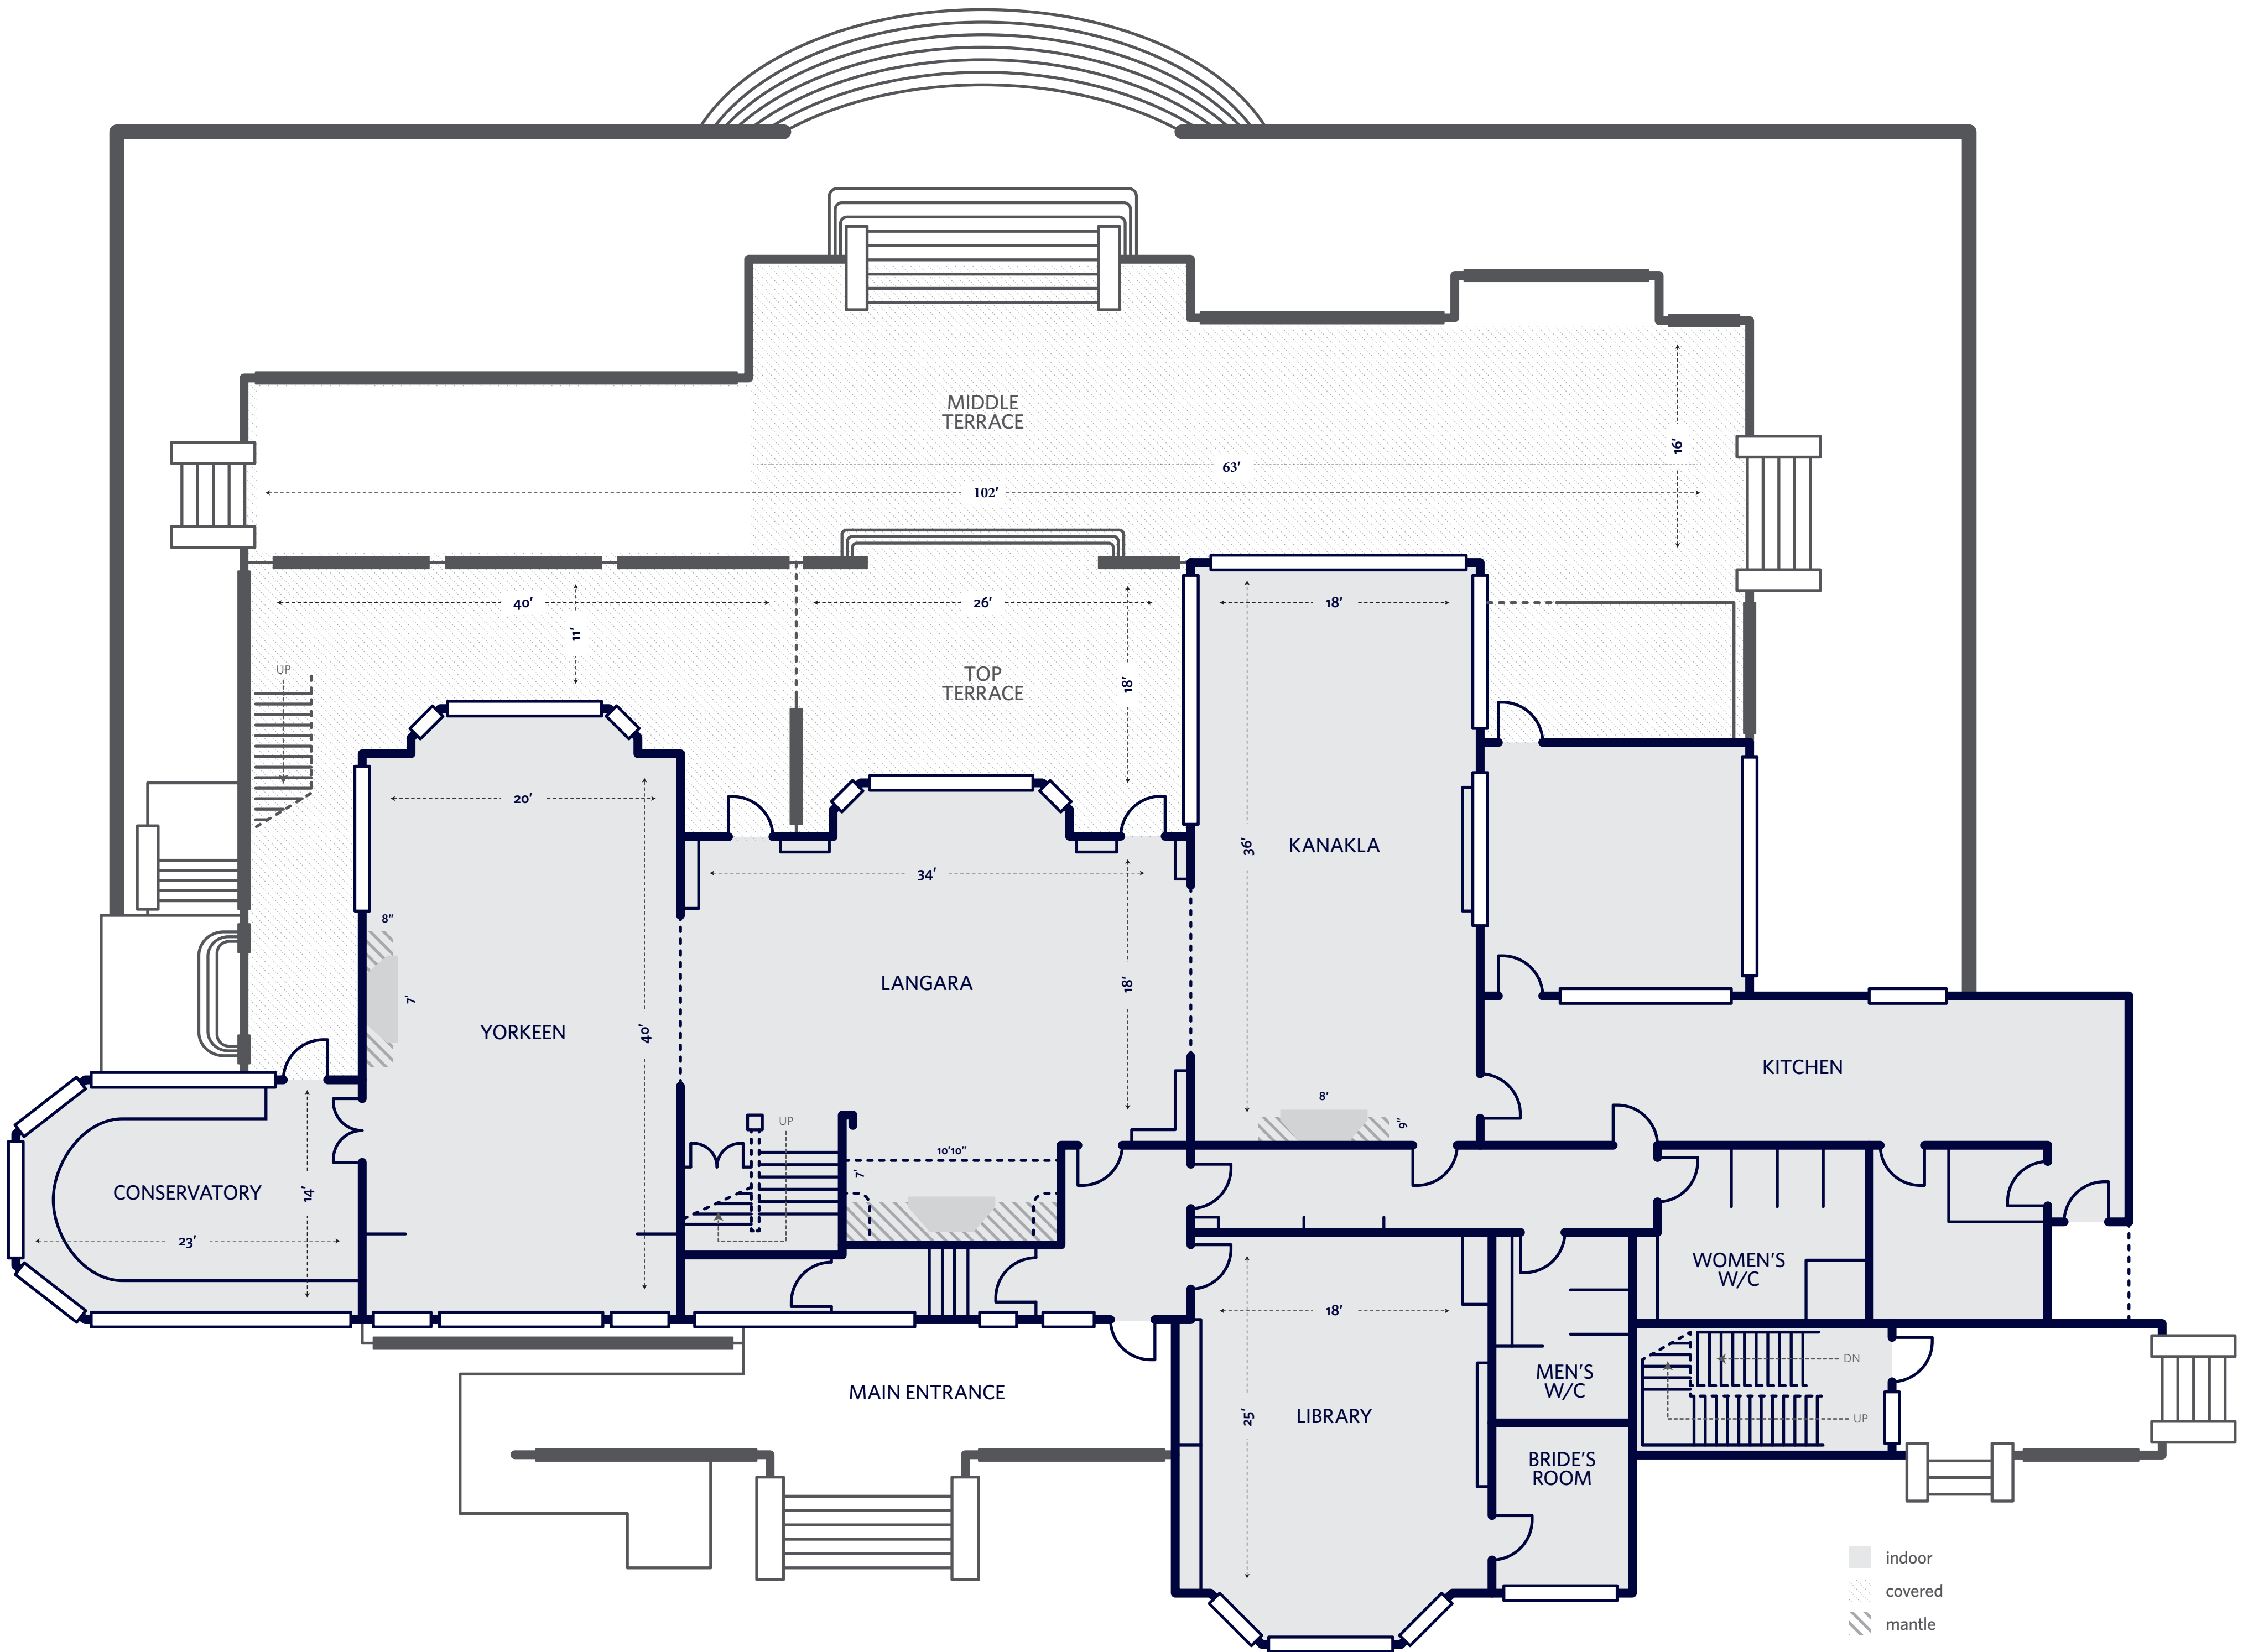 MIDDLE
TERRACE
63'
16'
102'
40'
11'
26'
18'
18'
UP
TOP
TERRACE
20'
40'
34'
18'
36'
KANAKLA
8"
7'
YORKEEN
LANGARA
KITCHEN
8'
9"
UP
10'10"
7'
CONSERVATORY
14'
23'
WOMEN'S
W/C
18'
25'
MEN'S
W/C
DN
UP
MAIN ENTRANCE
LIBRARY
BRIDE'S
ROOM
indoor
covered
mantle